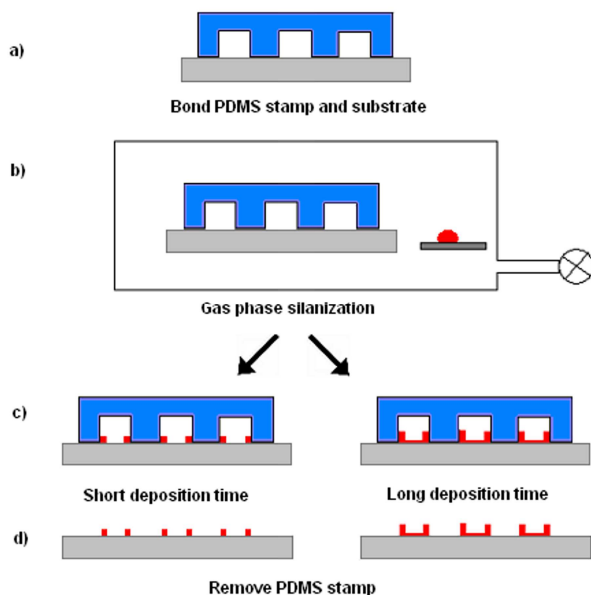 a)
Bond PDMS stamp and substrate
b)
Gas phase silanization
c)
Short deposition time
Long deposition time
d)
Remove PDMS stamp